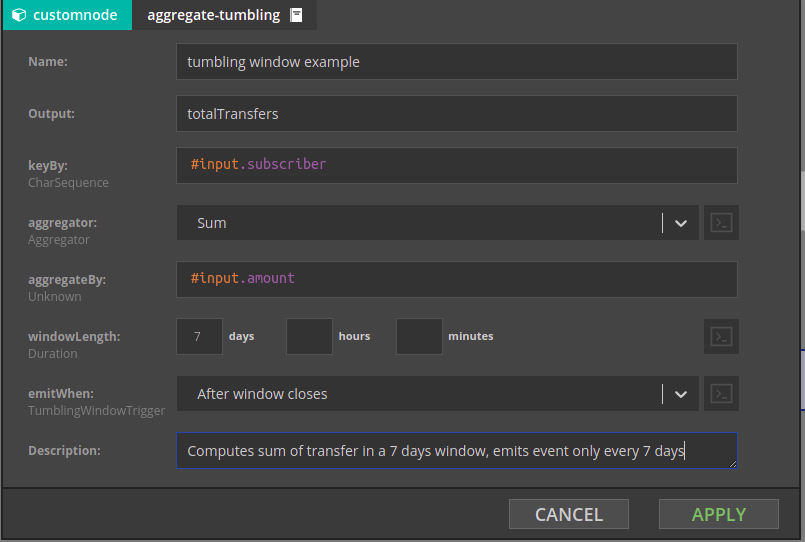 customnode aggregate-tumbling
Name: tumbling window example
Output: totalTransfers
keyBy: #input.subscriber
CharSequence
aggregator: Sum
Aggregator
aggregateBy: #input.amount
Unknown
windowLength: 7 days hours minutes
Duration
emitWhen: After window closes
TumblingWindowTrigger
Description: Computes sum of transfer in a 7 days window, emits event only every 7 days
CANCEL APPLY